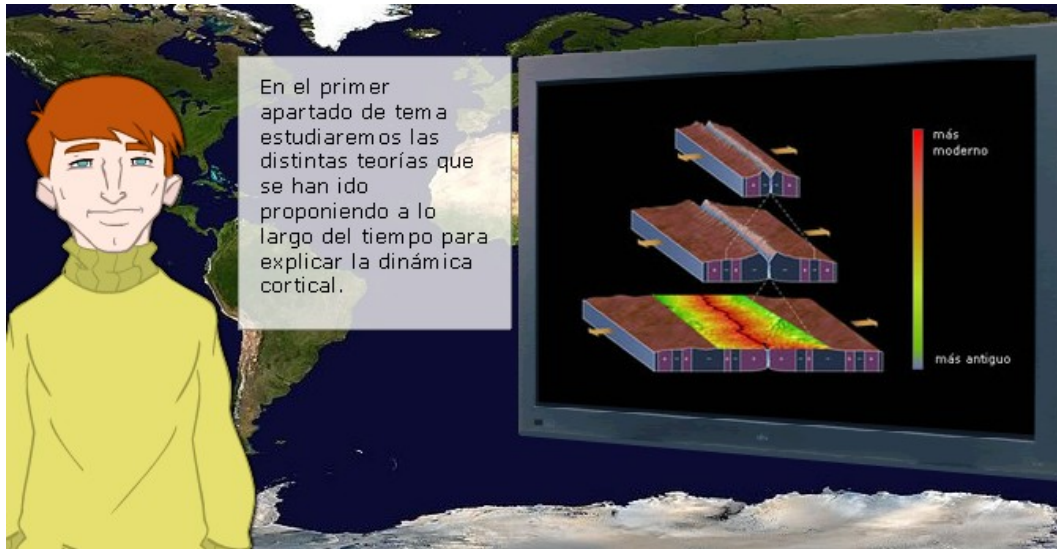 En el primer
apartado de tema
estudiaremos las
distintas teorías que
se han ido
proponiendo a lo
largo del tiempo para
explicar la dinámica
cortical.
más
moderno
más antiguo